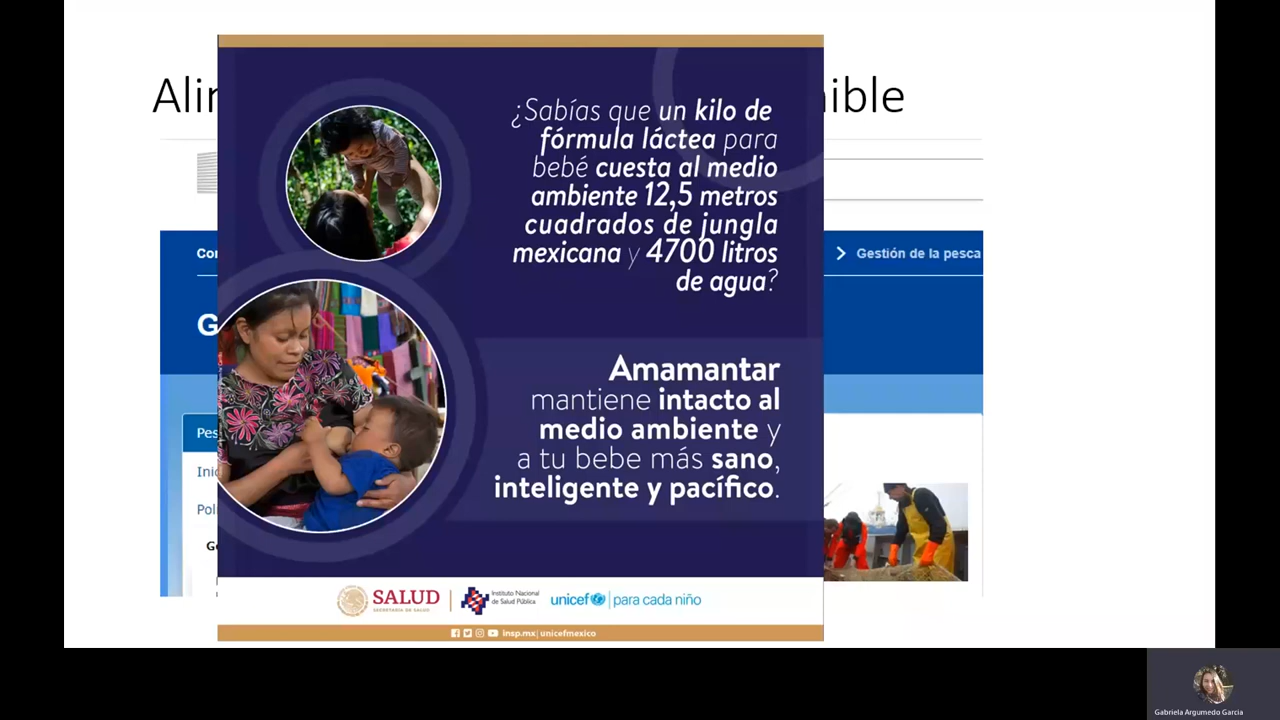 Alin
nible
¿Sabías que un kilo de
fórmula láctea para
bebé cuesta al medio
ambiente 12,5 metros
cuadrados de jungla
mexicana y 4700 litros
de agua?
Amamantar
mantiene intacto al
medio ambiente y
a tu bebe más sano,
inteligente y pacífico.
Gestión de la pesca
G
Pes
Inic
Pol
Ge
SALUD
SECRETARÍA DE SALUD
Instituto Nacional
de Salud Pública
unicef
para cada niño
insp.mx| unicefmexico
Gabriela Argumedo Garcia